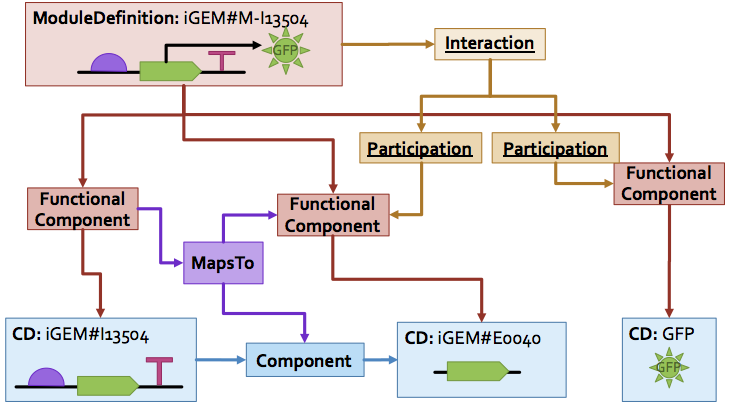 ModuleDefinition: iGEM#M-I13504
GFP
Interaction
Participation
Participation
Functional
Component
Functional
Component
Functional
Component
MapsTo
CD: iGEM#I13504
Component
CD: iGEM#E0040
CD: GFP
GFP